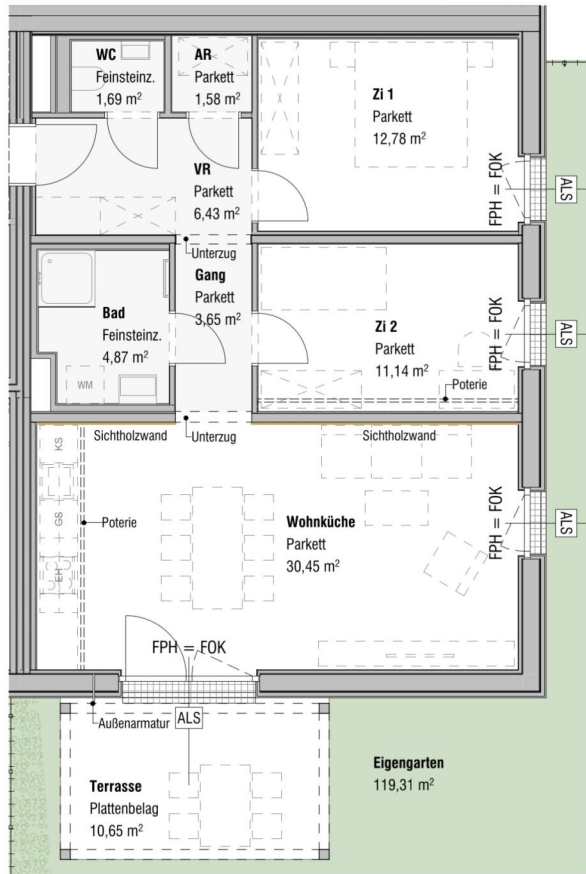 WC
Feinsteinz.
1,69 m²
AR
Parkett
1,58 m²
Zi 1
Parkett
12,78 m²
FPH = FOK
ALS
VR
Parkett
6,43 m²
Unterzug
Gang
Parkett
3,65 m²
Bad
Feinsteinz.
4,87 m²
WM
Zi 2
Parkett
11,14 m²
Poterie
FPH = FOK
ALS
Sichtholzwand
Unterzug
Sichtholzwand
KS
GS
EH
Poterie
Wohnküche
Parkett
30,45 m²
FPH = FOK
ALS
FPH = FOK
Außenarmatur
ALS
Terrasse
Plattenbelag
10,65 m²
Eigengarten
119,31 m²